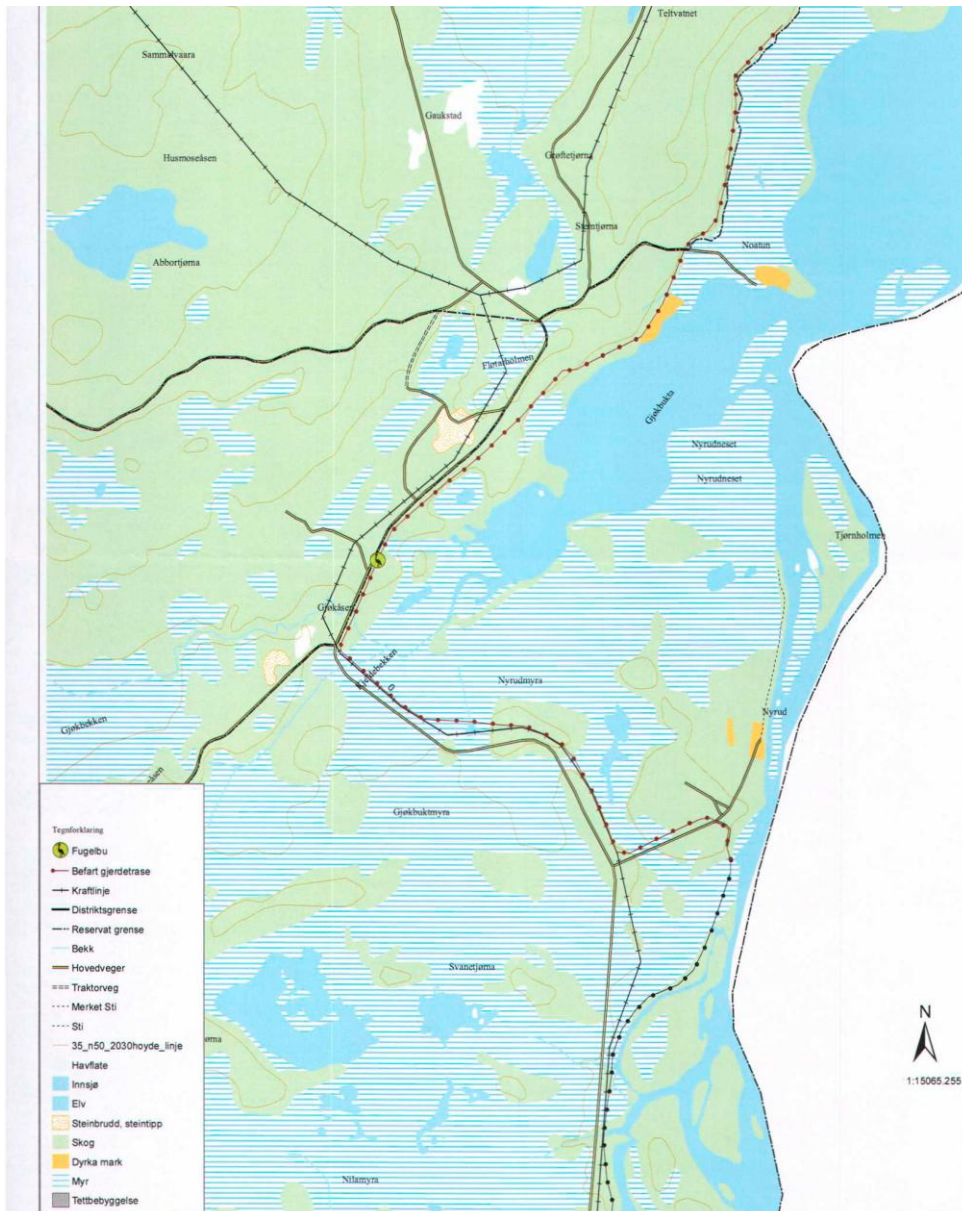 Teltvatnet
Sammalvaara
Gaukstad
Husmoseåsen
Grøftetjørna
Steintjørna
Noatun
Abbortjørna
Fløtarholmen
Gjøkbukta
Nyrudneset
Nyrudneset
Tjørnholmen
Gjøkåsen
Nyrudmyra
Nyrud
Gjøkbekken
Gjøkbuktmyra
Svanetjørna
Nilamyra
Tegnforklaring
Fugelbu
Befart gjerdetrase
Kraftlinje
Distriktsgrense
Reservat grense
Bekk
Hovedveger
Traktorveg
Merket Sti
Sti
35_n50_2030hoyde_linje
Havflate
Innsjø
Elv
Steinbrudd, steintipp
Skog
Dyrka mark
Myr
Tettbebyggelse
N
1:15065.255